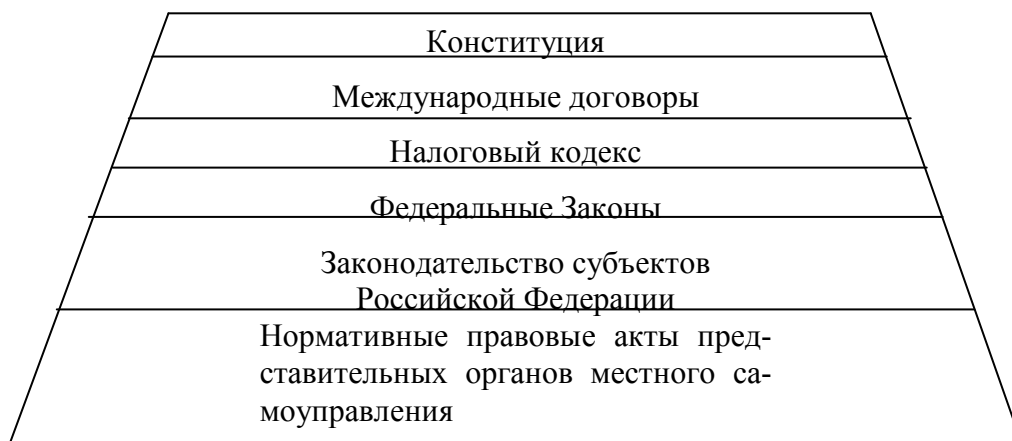 Конституция
Международные договоры
Налоговый кодекс
Федеральные Законы
Законодательство субъектов
Российской Федерации
Нормативные правовые акты пред-
ставительных органов местного са-
моуправления